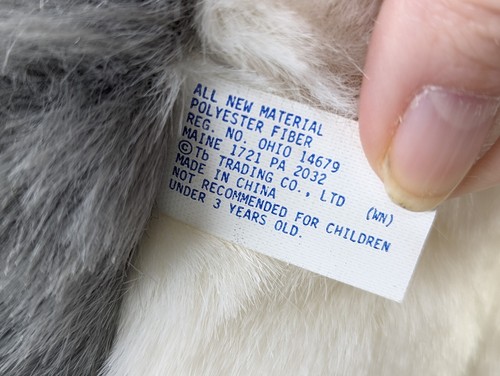 ALL NEW MATERIAL
POLYESTER FIBER
REG. NO. OHIO 14679
MAINE 1721 PA 2032
©Tb TRADING CO., LTD
MADE IN CHINA (WN)
NOT RECOMMENDED FOR CHILDREN
UNDER 3 YEARS OLD.